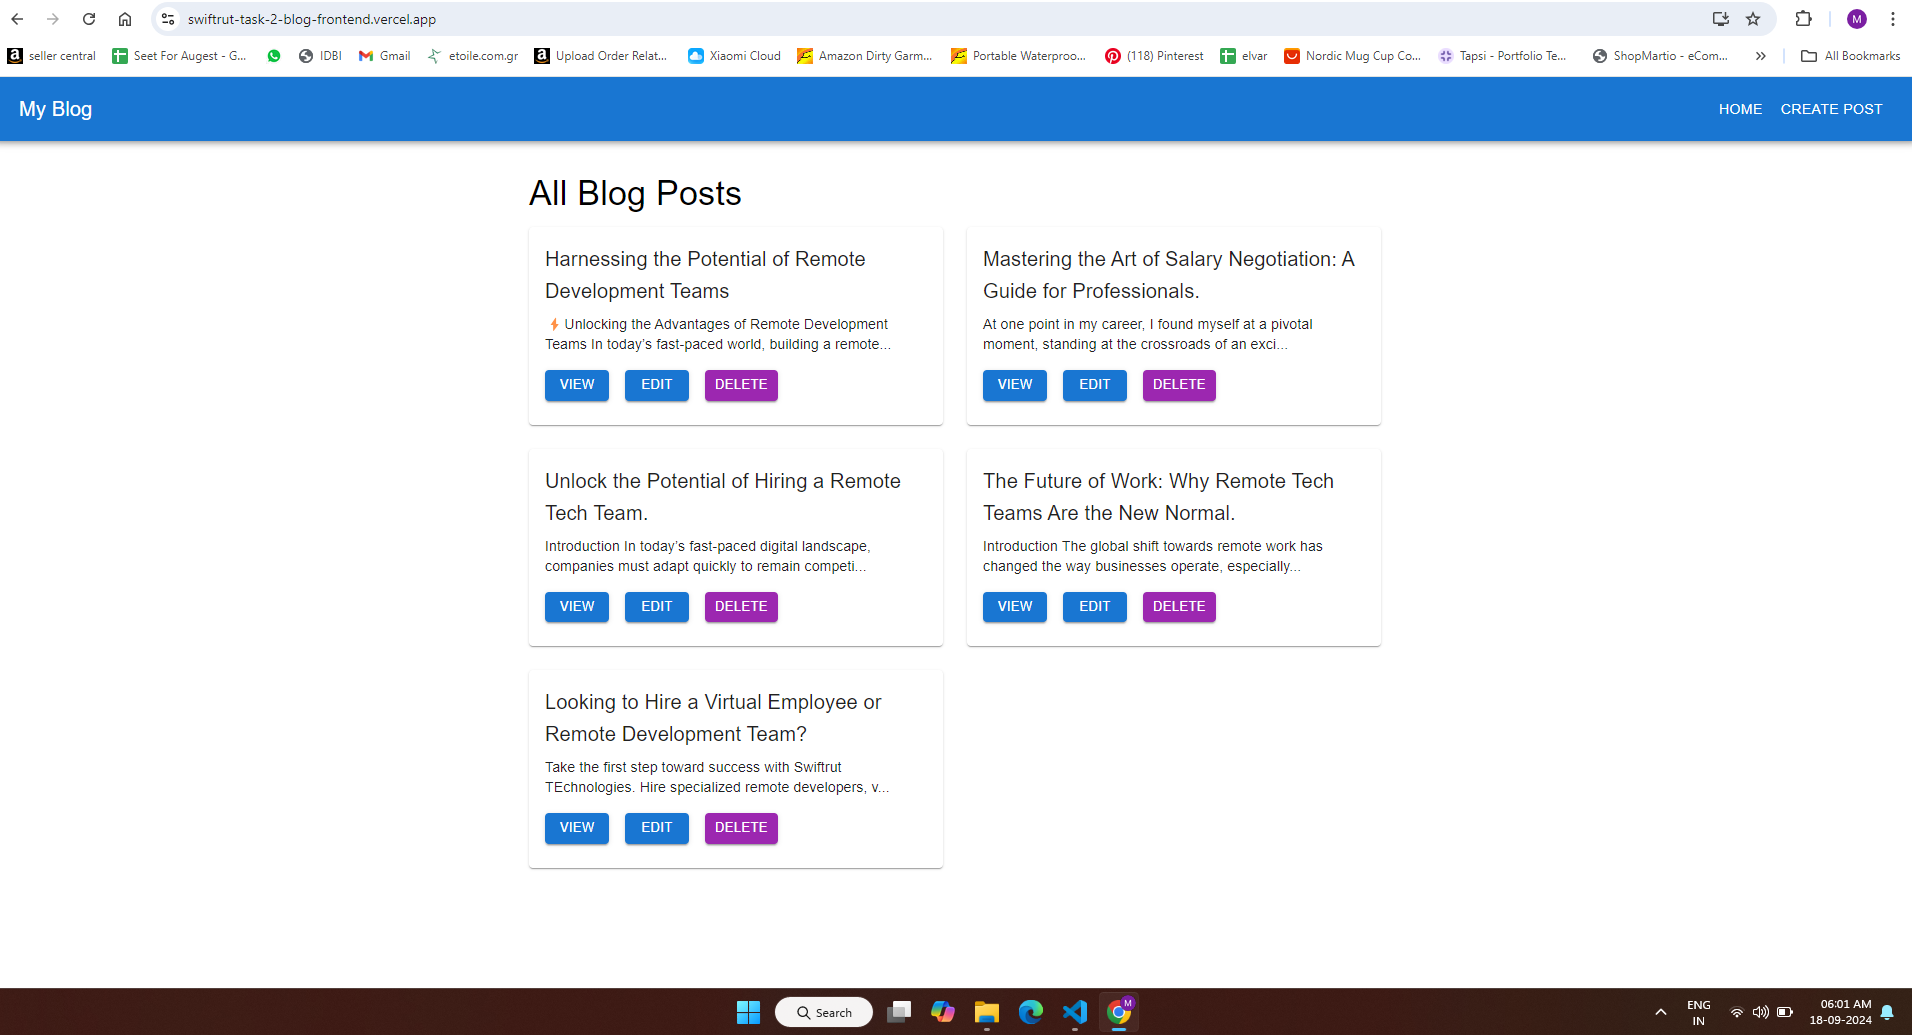 swiftrut-task-2-blog-frontend.vercel.app
M
seller central
Seet For Augest - G...
IDBI
Gmail
etoile.com.gr
Upload Order Relat...
Xiaomi Cloud
Amazon Dirty Garm...
Portable Waterproo...
(118) Pinterest
elvar
Nordic Mug Cup Co...
Tapsi - Portfolio Te...
ShopMartio - eCom...
All Bookmarks
My Blog
HOME
CREATE POST
All Blog Posts
Harnessing the Potential of Remote
Development Teams
⚡Unlocking the Advantages of Remote Development
Teams In today’s fast-paced world, building a remote...
VIEW
EDIT
DELETE
Mastering the Art of Salary Negotiation: A
Guide for Professionals.
At one point in my career, I found myself at a pivotal
moment, standing at the crossroads of an exci...
VIEW
EDIT
DELETE
Unlock the Potential of Hiring a Remote
Tech Team.
Introduction In today’s fast-paced digital landscape,
companies must adapt quickly to remain competi...
VIEW
EDIT
DELETE
The Future of Work: Why Remote Tech
Teams Are the New Normal.
Introduction The global shift towards remote work has
changed the way businesses operate, especially...
VIEW
EDIT
DELETE
Looking to Hire a Virtual Employee or
Remote Development Team?
Take the first step toward success with Swiftrut
TEchnologies. Hire specialized remote developers, v...
VIEW
EDIT
DELETE
Search
M
ENG
IN
06:01 AM
18-09-2024